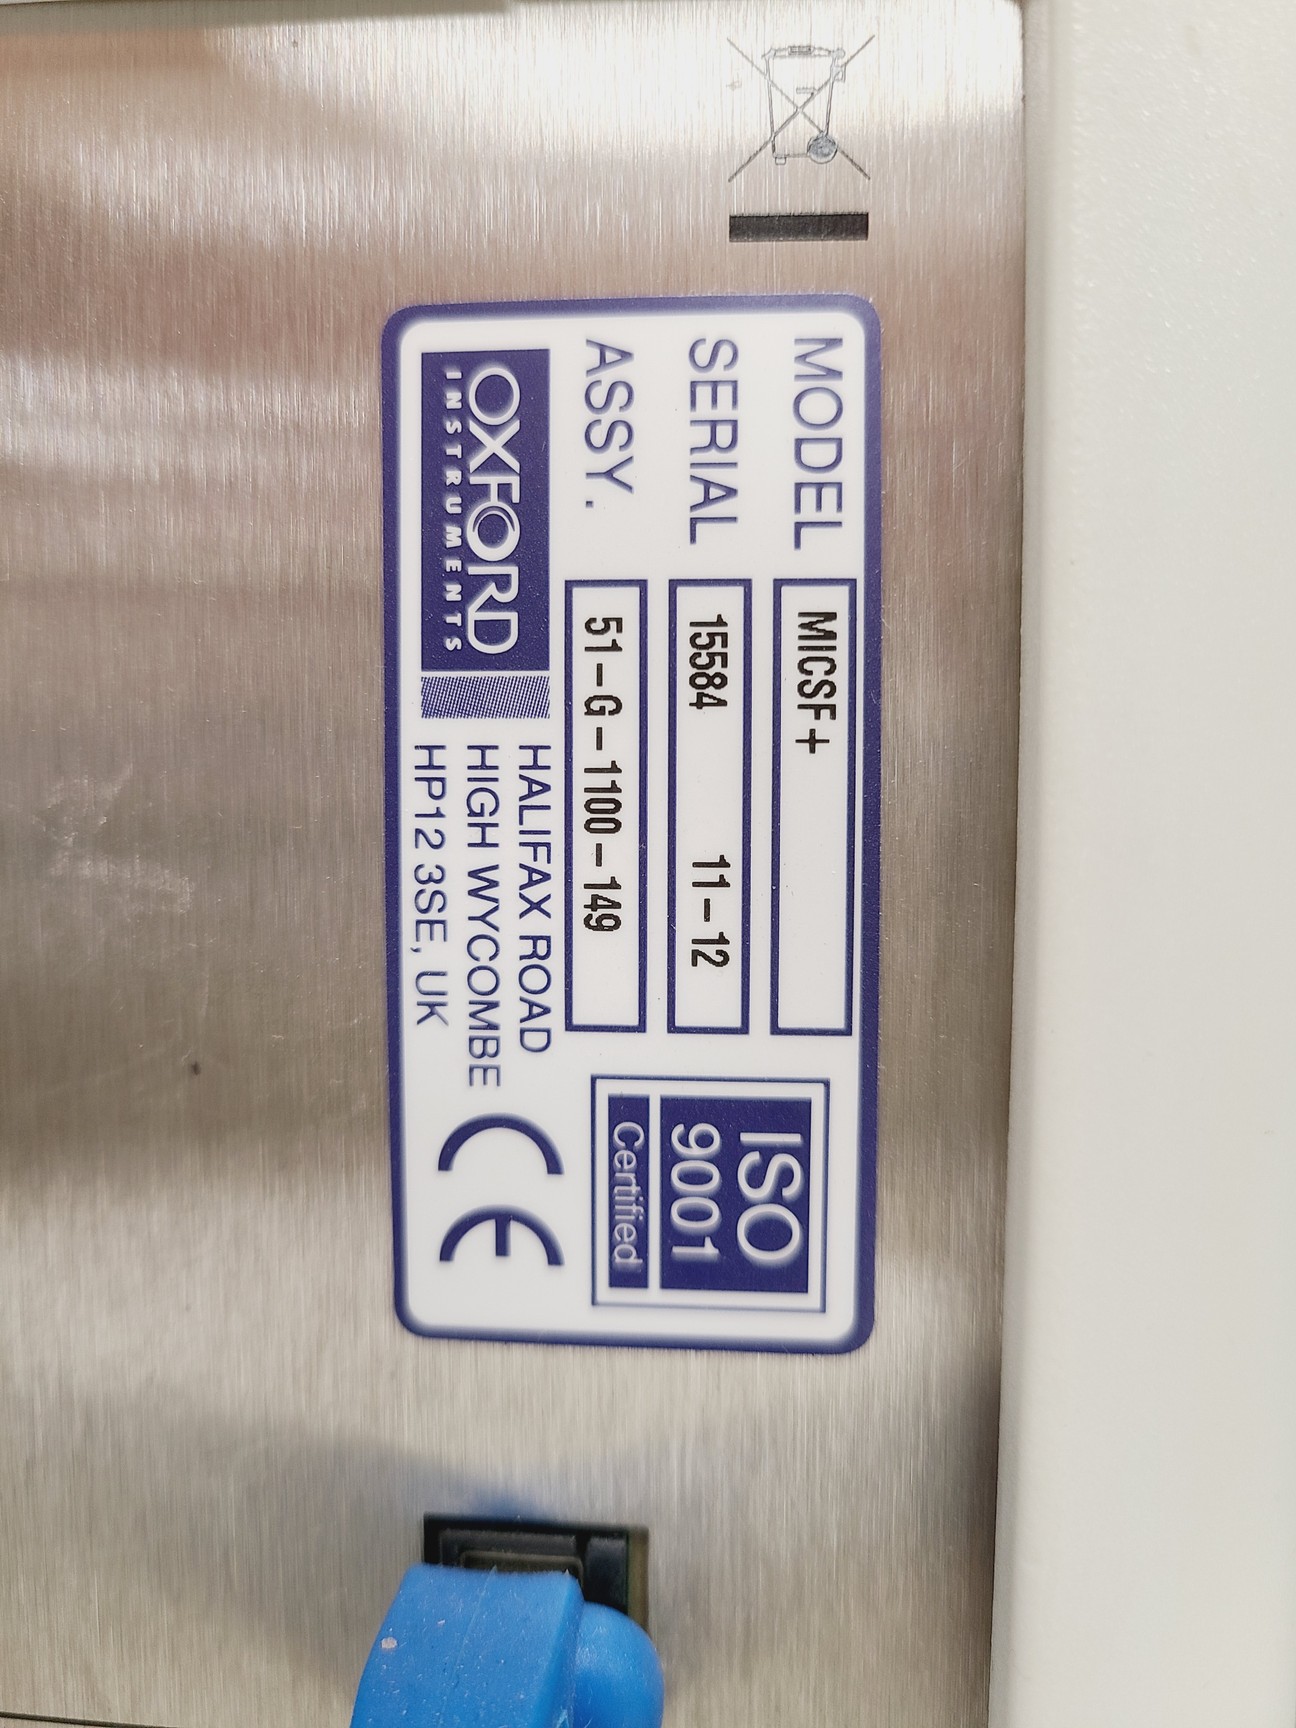 MODEL MICSF+
SERIAL 15584 11-12
ASSY. 51-G-1100-149
ISO
9001
Certified
OXFORD
INSTRUMENTS
HALIFAX ROAD
HIGH WYCOMBE
HP12 3SE, UK
CE